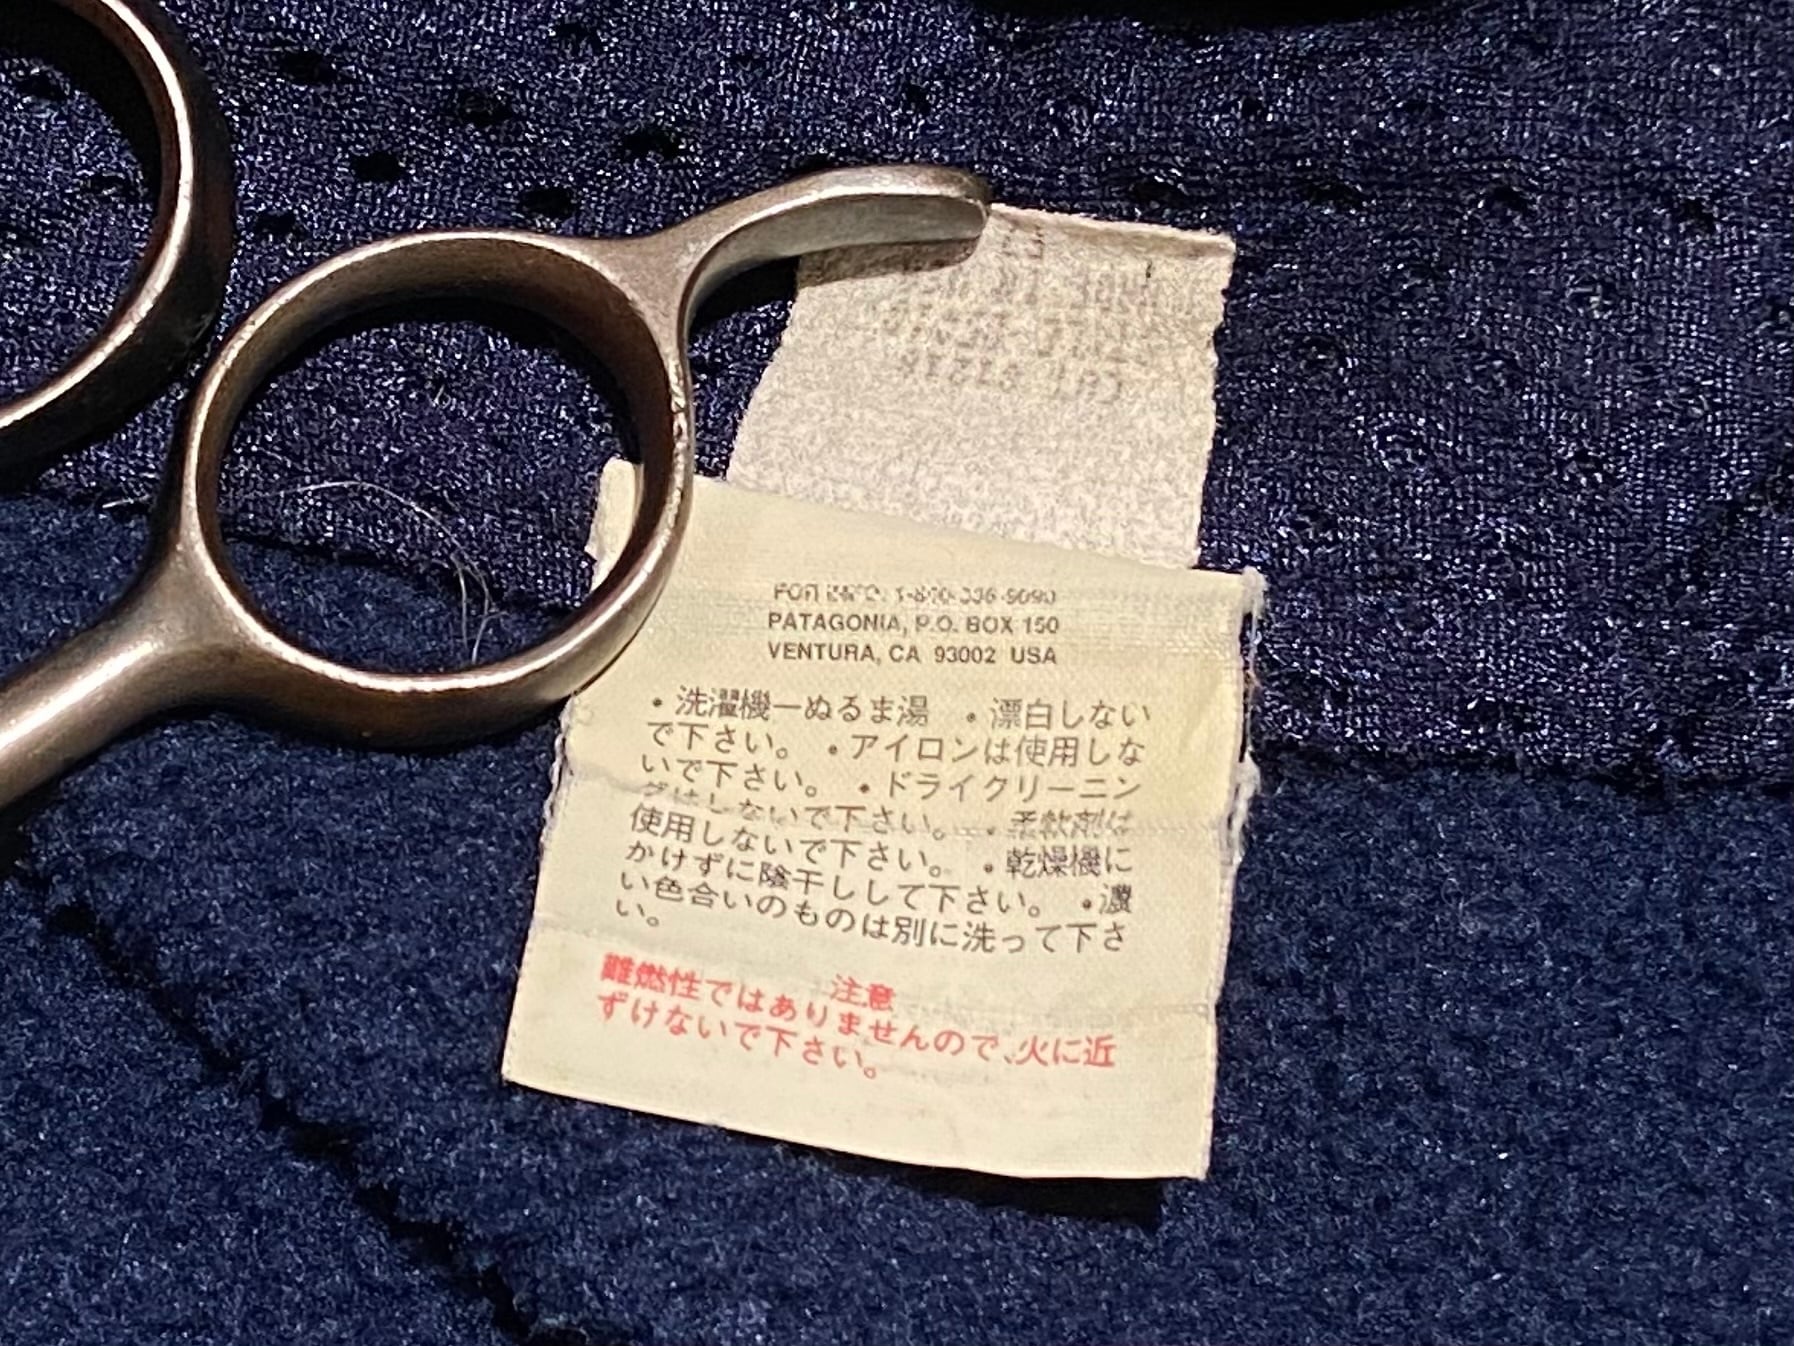 PATAGONIA, P.O. BOX 150
VENTURA, CA 93002 USA
・洗濯機ーぬるま湯 ・漂白しない
で下さい。 ・アイロンは使用しな
いで下さい。 ・ドライクリーニン
グはしないで下さい。 ・柔軟剤は
使用しないで下さい。 ・乾燥機に
かけずに陰干しして下さい。 ・濃
い色合いのものは別に洗って下さ
い。
注意
難燃性ではありませんので、火に近
ずけないで下さい。